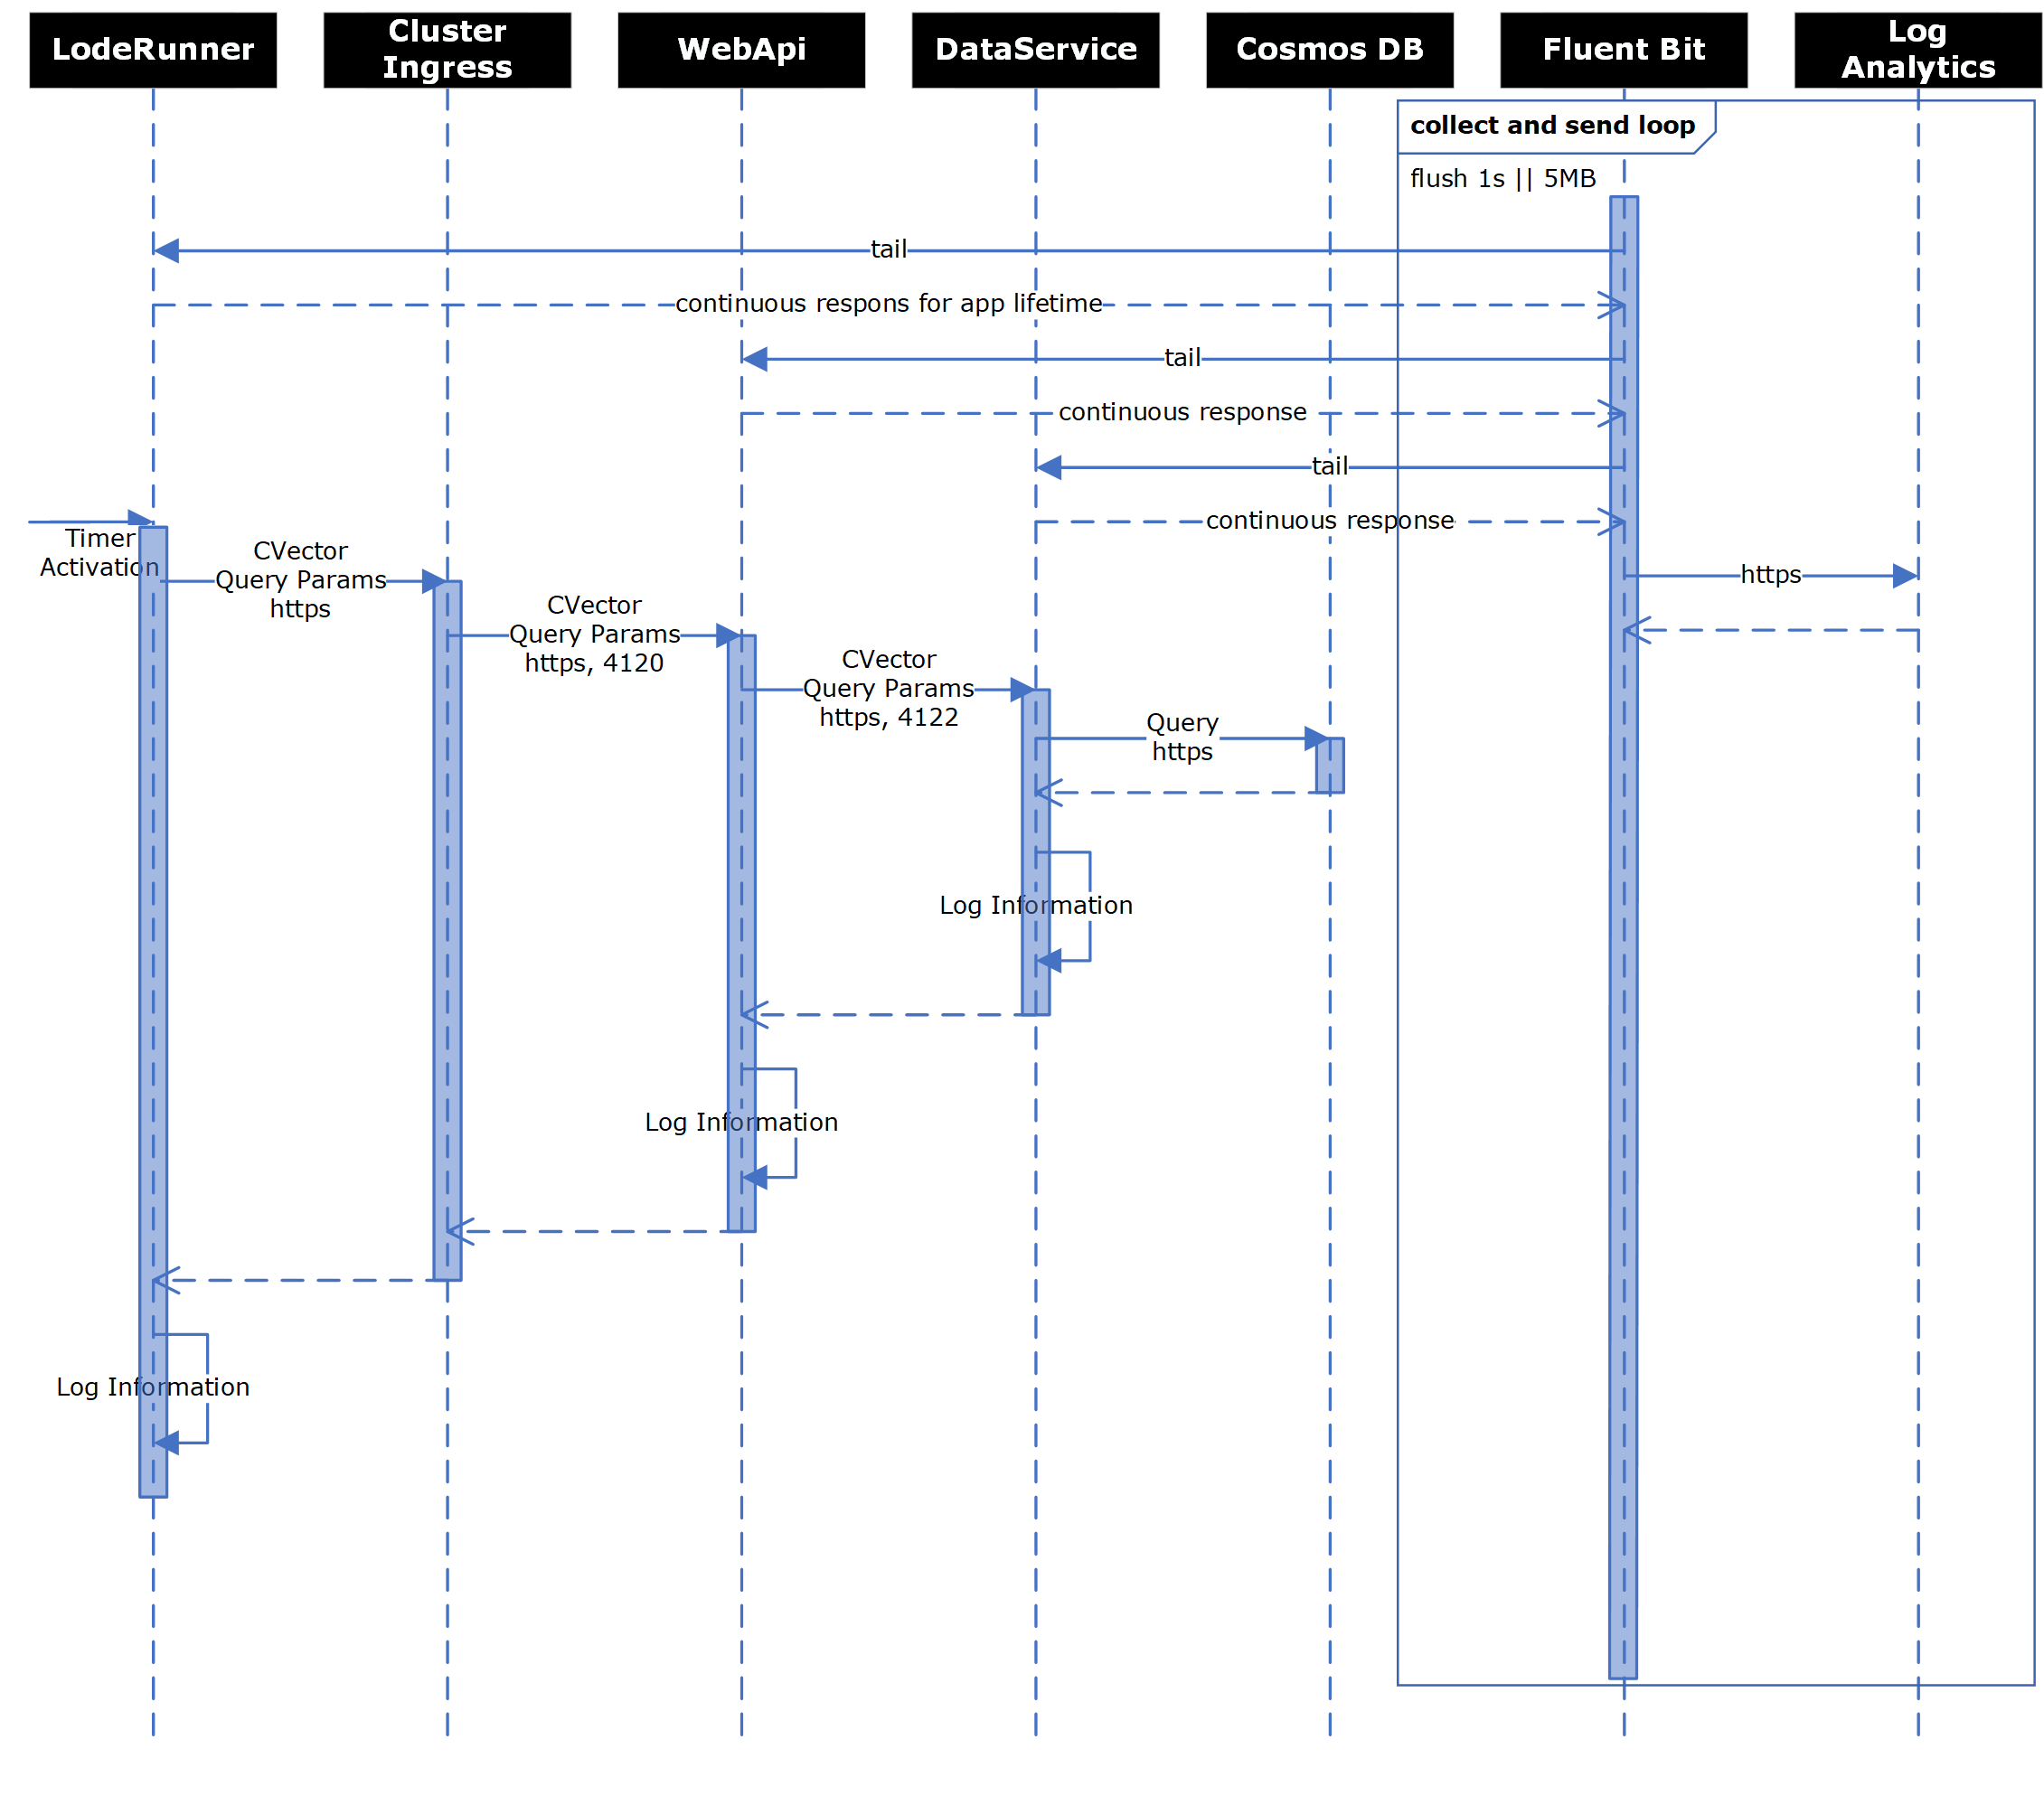 LodeRunner
Cluster
Ingress
WebApi
DataService
Cosmos DB
Fluent Bit
Log
Analytics
collect and send loop
flush 1s || 5MB
tail
continuous respons for app lifetime
tail
continuous response
tail
continuous response
Timer
Activation
CVector
Query Params
https
https
CVector
Query Params
https, 4120
CVector
Query Params
https, 4122
Query
https
Log Information
Log Information
Log Information